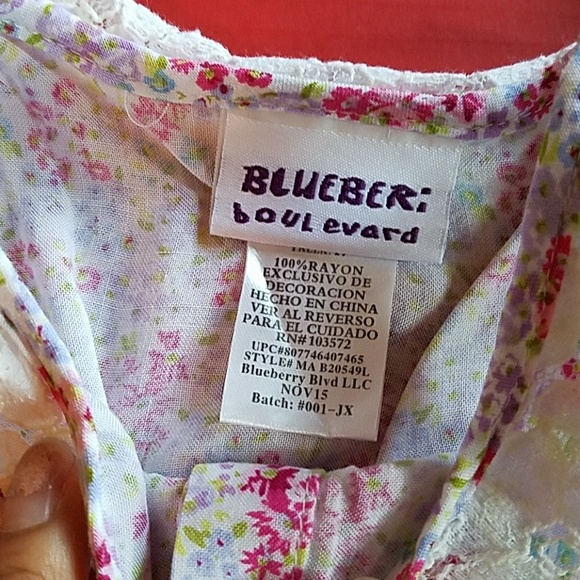 BLUEBERi
boulevard
100%RAYON
EXCLUSIVO DE
DECORACION
HECHO EN CHINA
VER AL REVERSO
PARA EL CUIDADO
RN#103572
UPC#807746407465
STYLE# MA B20549L
Blueberry Blvd LLC
NOV15
Batch: #001-JX